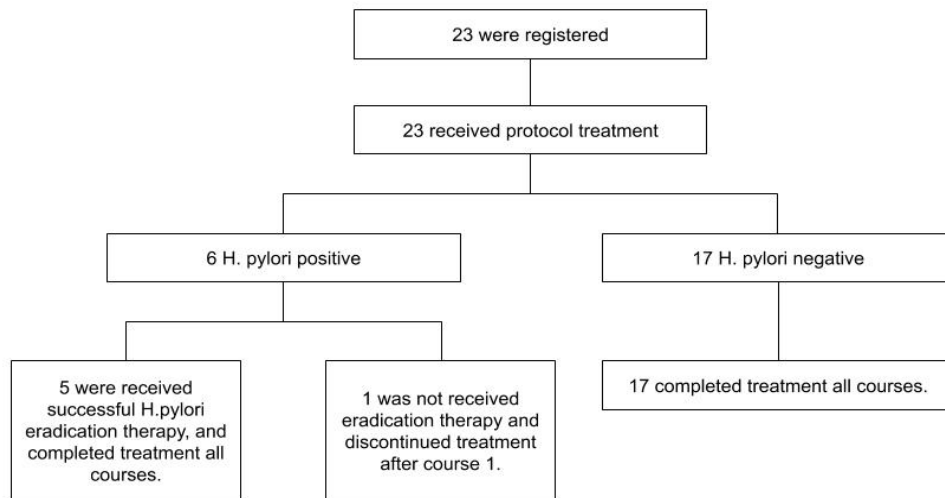 23 were registered
23 received protocol treatment
6 H. pylori positive
17 H. pylori negative
5 were received
successful H.pylori
eradication therapy, and
completed treatment all
courses.
1 was not received
eradication therapy and
discontinued treatment
after course 1.
17 completed treatment all courses.